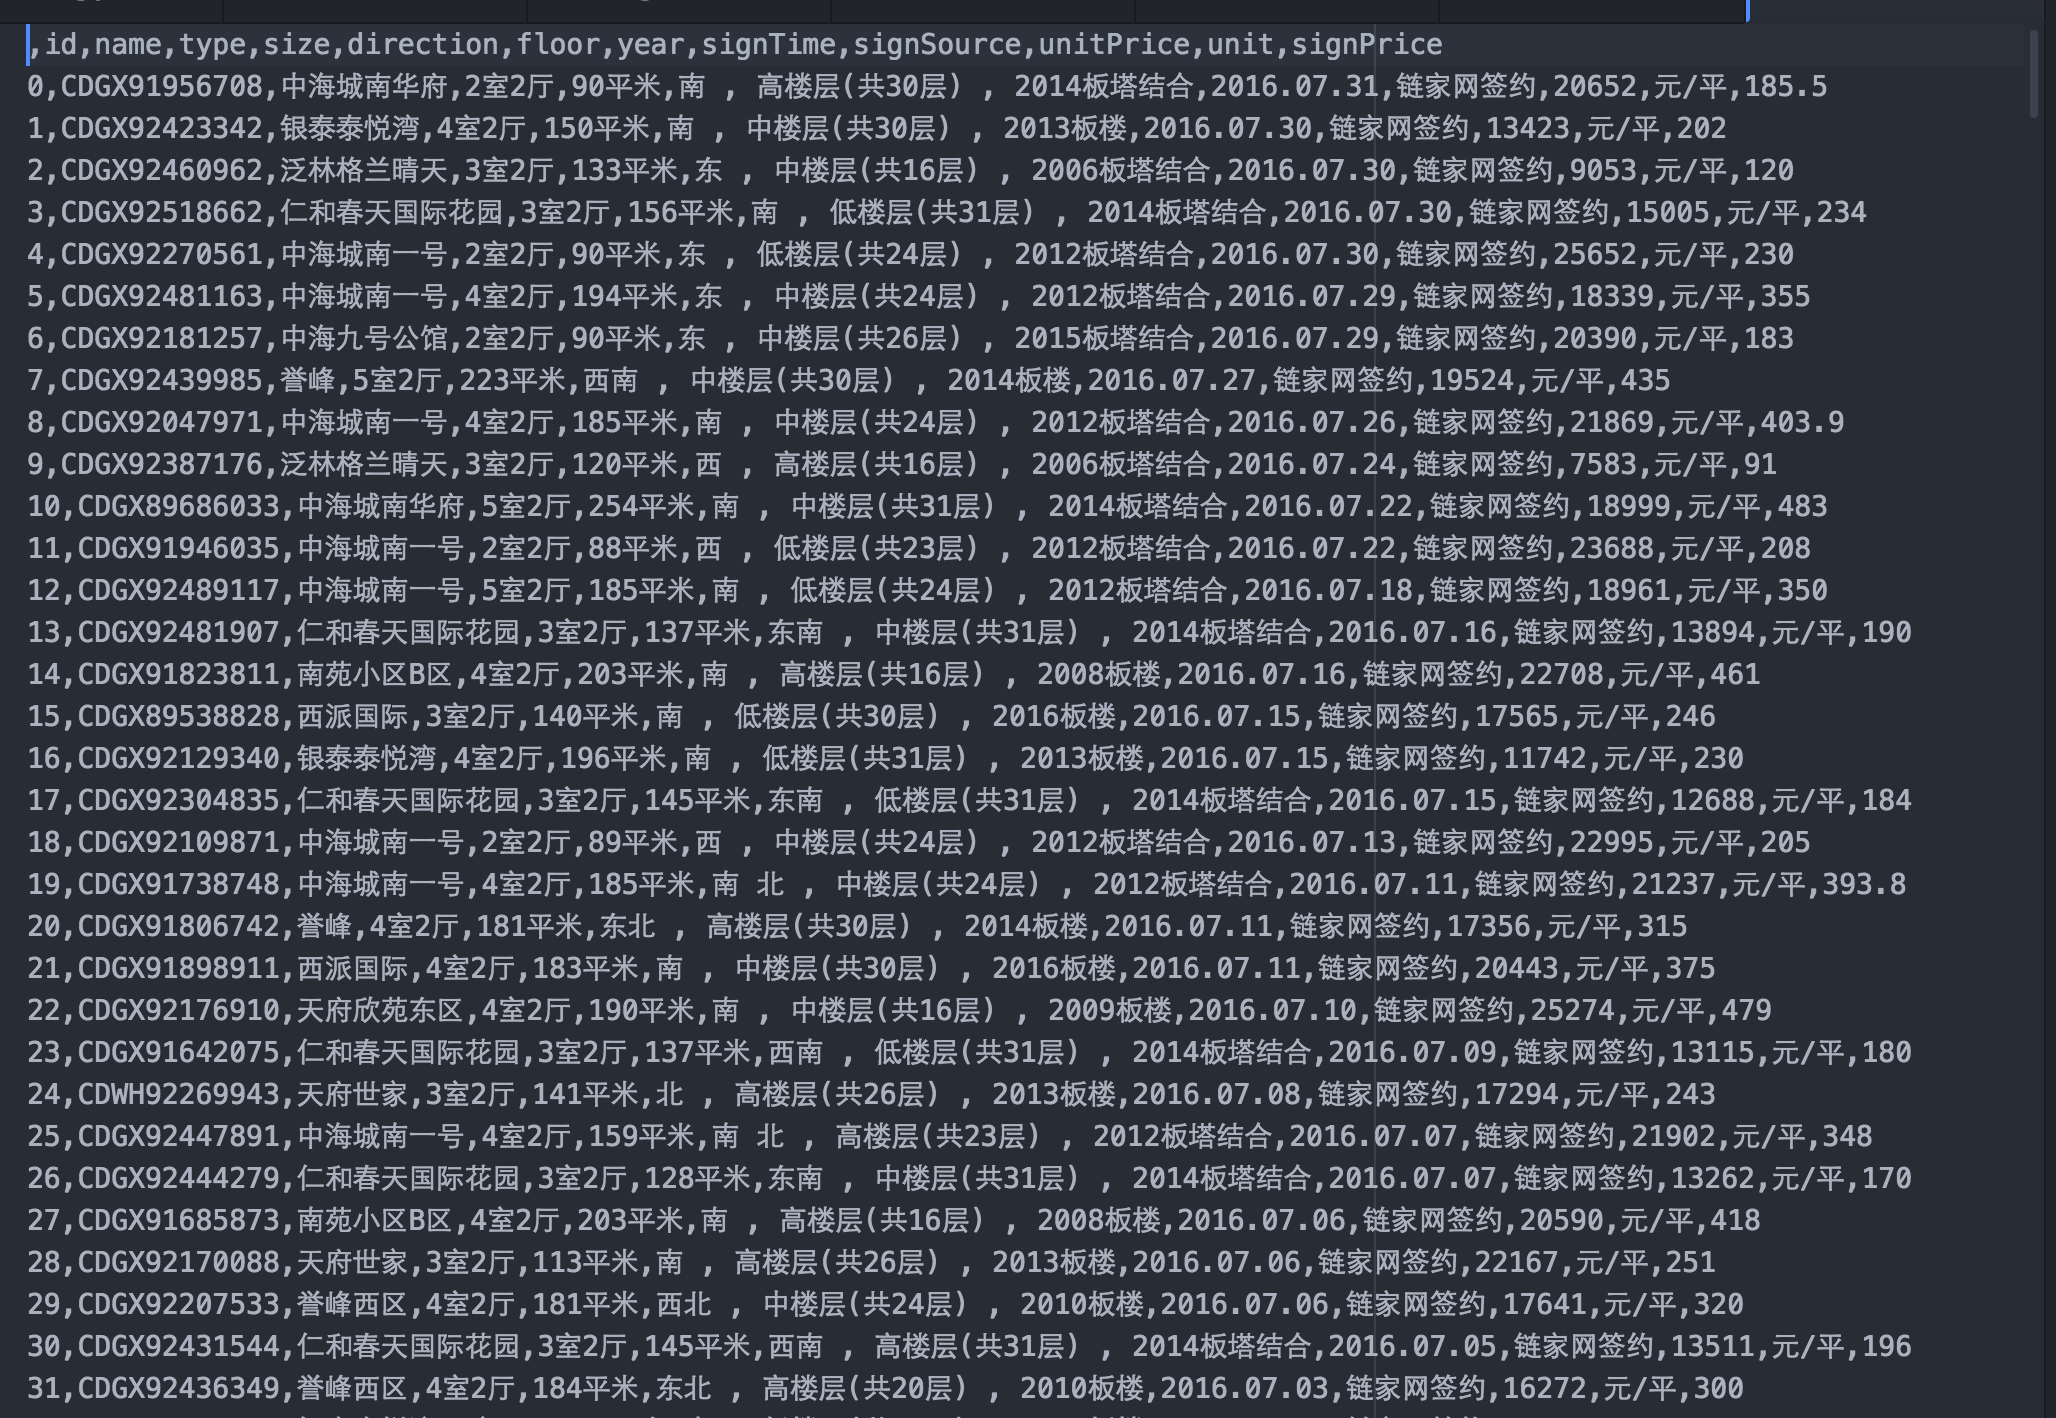 ,id,name,type,size,direction,floor,year,signTime,signSource,unitPrice,unit,signPrice
0,CDGX91956708,中海城南华府,2室2厅,90平米,南 , 高楼层(共30层) , 2014板塔结合,2016.07.31,链家网签约,20652,元/平,185.5
1,CDGX92423342,银泰泰悦湾,4室2厅,150平米,南 , 中楼层(共30层) , 2013板楼,2016.07.30,链家网签约,13423,元/平,202
2,CDGX92460962,泛林格兰晴天,3室2厅,133平米,东 , 中楼层(共16层) , 2006板塔结合,2016.07.30,链家网签约,9053,元/平,120
3,CDGX92518662,仁和春天国际花园,3室2厅,156平米,南 , 低楼层(共31层) , 2014板塔结合,2016.07.30,链家网签约,15005,元/平,234
4,CDGX92270561,中海城南一号,2室2厅,90平米,东 , 低楼层(共24层) , 2012板塔结合,2016.07.30,链家网签约,25652,元/平,230
5,CDGX92481163,中海城南一号,4室2厅,194平米,东 , 中楼层(共24层) , 2012板塔结合,2016.07.29,链家网签约,18339,元/平,355
6,CDGX92181257,中海九号公馆,2室2厅,90平米,东 , 中楼层(共26层) , 2015板塔结合,2016.07.29,链家网签约,20390,元/平,183
7,CDGX92439985,誉峰,5室2厅,223平米,西南 , 中楼层(共30层) , 2014板楼,2016.07.27,链家网签约,19524,元/平,435
8,CDGX92047971,中海城南一号,4室2厅,185平米,南 , 中楼层(共24层) , 2012板塔结合,2016.07.26,链家网签约,21869,元/平,403.9
9,CDGX92387176,泛林格兰晴天,3室2厅,120平米,西 , 高楼层(共16层) , 2006板塔结合,2016.07.24,链家网签约,7583,元/平,91
10,CDGX89686033,中海城南华府,5室2厅,254平米,南 , 中楼层(共31层) , 2014板塔结合,2016.07.22,链家网签约,18999,元/平,483
11,CDGX91946035,中海城南一号,2室2厅,88平米,西 , 低楼层(共23层) , 2012板塔结合,2016.07.22,链家网签约,23688,元/平,208
12,CDGX92489117,中海城南一号,5室2厅,185平米,南 , 低楼层(共24层) , 2012板塔结合,2016.07.18,链家网签约,18961,元/平,350
13,CDGX92481907,仁和春天国际花园,3室2厅,137平米,东南 , 中楼层(共31层) , 2014板塔结合,2016.07.16,链家网签约,13894,元/平,190
14,CDGX91823811,南苑小区B区,4室2厅,203平米,南 , 高楼层(共16层) , 2008板楼,2016.07.16,链家网签约,22708,元/平,461
15,CDGX89538828,西派国际,3室2厅,140平米,南 , 低楼层(共30层) , 2016板楼,2016.07.15,链家网签约,17565,元/平,246
16,CDGX92129340,银泰泰悦湾,4室2厅,196平米,南 , 低楼层(共31层) , 2013板楼,2016.07.15,链家网签约,11742,元/平,230
17,CDGX92304835,仁和春天国际花园,3室2厅,145平米,东南 , 低楼层(共31层) , 2014板塔结合,2016.07.15,链家网签约,12688,元/平,184
18,CDGX92109871,中海城南一号,2室2厅,89平米,西 , 中楼层(共24层) , 2012板塔结合,2016.07.13,链家网签约,22995,元/平,205
19,CDGX91738748,中海城南一号,4室2厅,185平米,南 北 , 中楼层(共24层) , 2012板塔结合,2016.07.11,链家网签约,21237,元/平,393.8
20,CDGX91806742,誉峰,4室2厅,181平米,东北 , 高楼层(共30层) , 2014板楼,2016.07.11,链家网签约,17356,元/平,315
21,CDGX91898911,西派国际,4室2厅,183平米,南 , 中楼层(共30层) , 2016板楼,2016.07.11,链家网签约,20443,元/平,375
22,CDGX92176910,天府欣苑东区,4室2厅,190平米,南 , 中楼层(共16层) , 2009板楼,2016.07.10,链家网签约,25274,元/平,479
23,CDGX91642075,仁和春天国际花园,3室2厅,137平米,西南 , 低楼层(共31层) , 2014板塔结合,2016.07.09,链家网签约,13115,元/平,180
24,CDWH92269943,天府世家,3室2厅,141平米,北 , 高楼层(共26层) , 2013板楼,2016.07.08,链家网签约,17294,元/平,243
25,CDGX92447891,中海城南一号,4室2厅,159平米,南 北 , 高楼层(共23层) , 2012板塔结合,2016.07.07,链家网签约,21902,元/平,348
26,CDGX92444279,仁和春天国际花园,3室2厅,128平米,东南 , 中楼层(共31层) , 2014板塔结合,2016.07.07,链家网签约,13262,元/平,170
27,CDGX91685873,南苑小区B区,4室2厅,203平米,南 , 高楼层(共16层) , 2008板楼,2016.07.06,链家网签约,20590,元/平,418
28,CDGX92170088,天府世家,3室2厅,113平米,南 , 高楼层(共26层) , 2013板楼,2016.07.06,链家网签约,22167,元/平,251
29,CDGX92207533,誉峰西区,4室2厅,181平米,西北 , 中楼层(共24层) , 2010板楼,2016.07.06,链家网签约,17641,元/平,320
30,CDGX92431544,仁和春天国际花园,3室2厅,145平米,西南 , 高楼层(共31层) , 2014板塔结合,2016.07.05,链家网签约,13511,元/平,196
31,CDGX92436349,誉峰西区,4室2厅,184平米,东北 , 高楼层(共20层) , 2010板楼,2016.07.03,链家网签约,16272,元/平,300